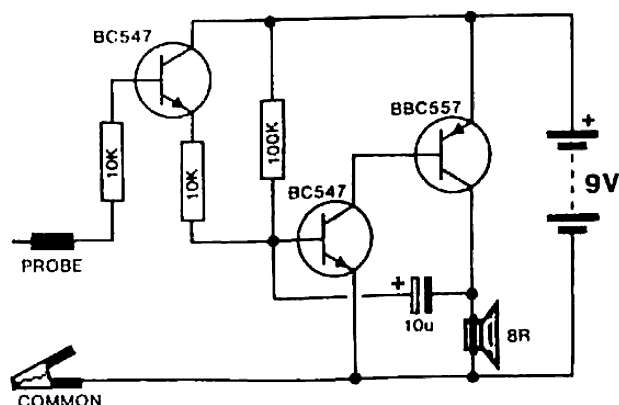 BC547
BBC557
10K
10K
100K
BC547
+
9V
PROBE
+
10u
8R
COMMON